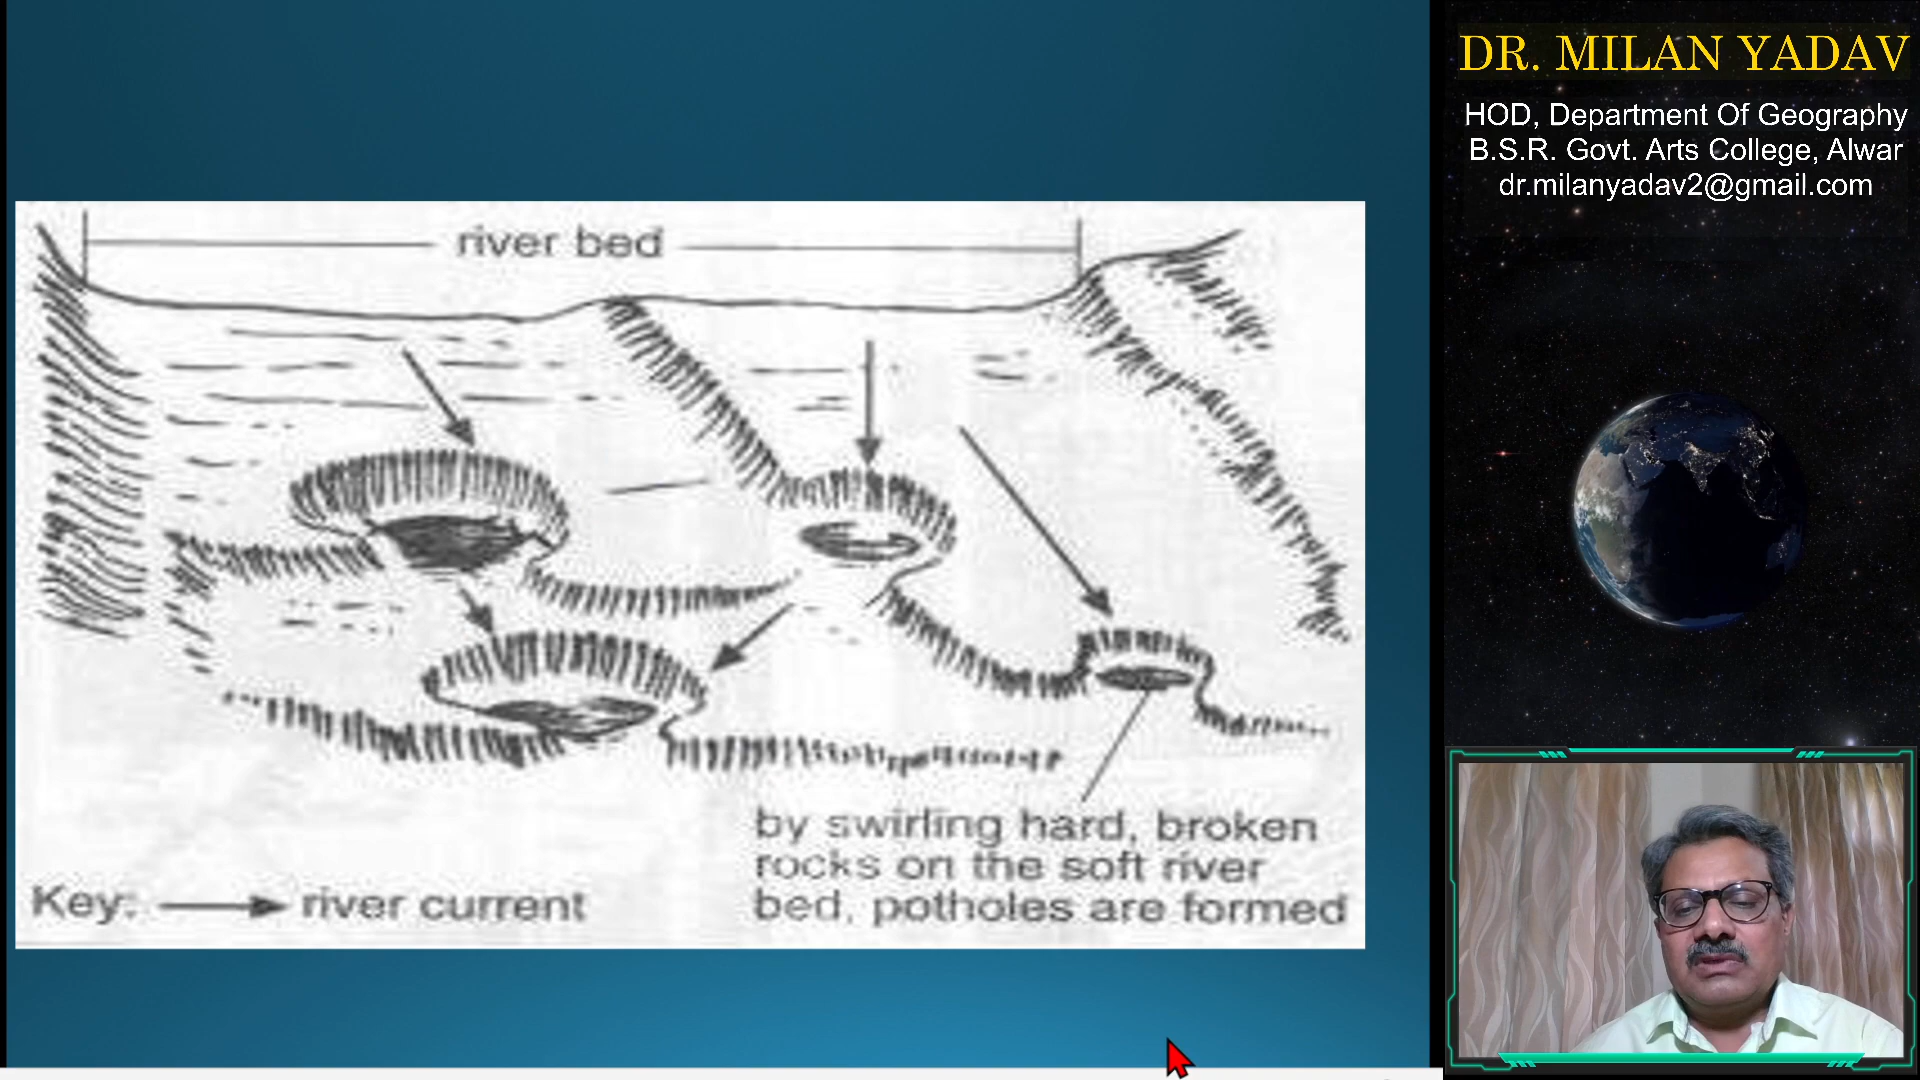 river bed
by swirling hard, broken
rocks on the soft river
bed, potholes are formed
Key: river current
DR. MILAN YADAV
HOD, Department Of Geography
B.S.R. Govt. Arts College, Alwar
dr.milanyadav2@gmail.com